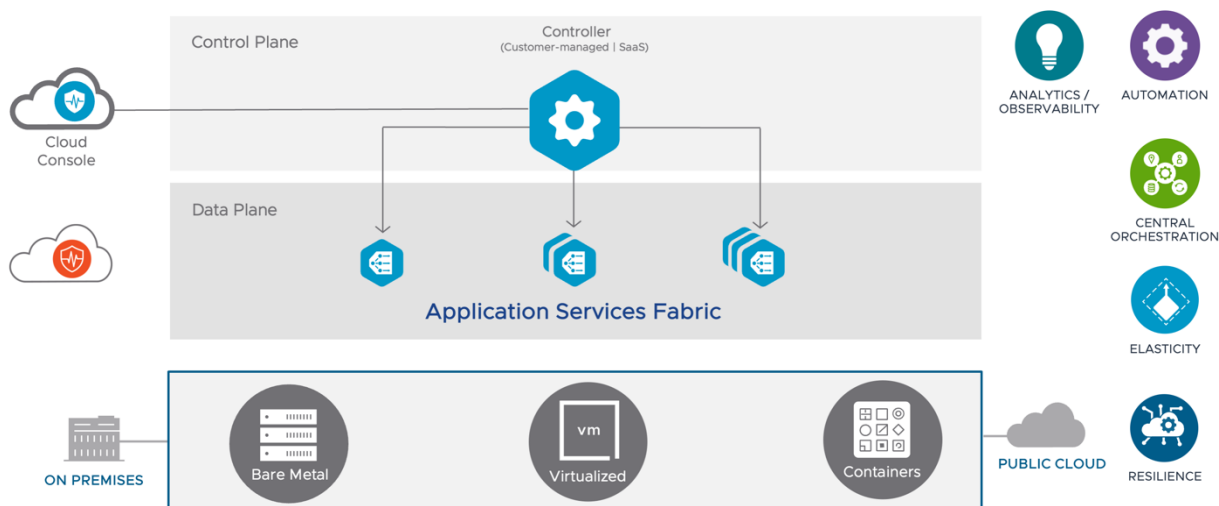 Control Plane
Controller
(Customer-managed | SaaS)
Cloud
Console
Data Plane
Application Services Fabric
ON PREMISES
Bare Metal
vm
Virtualized
Containers
PUBLIC CLOUD
ANALYTICS /
OBSERVABILITY
AUTOMATION
CENTRAL
ORCHESTRATION
ELASTICITY
RESILIENCE